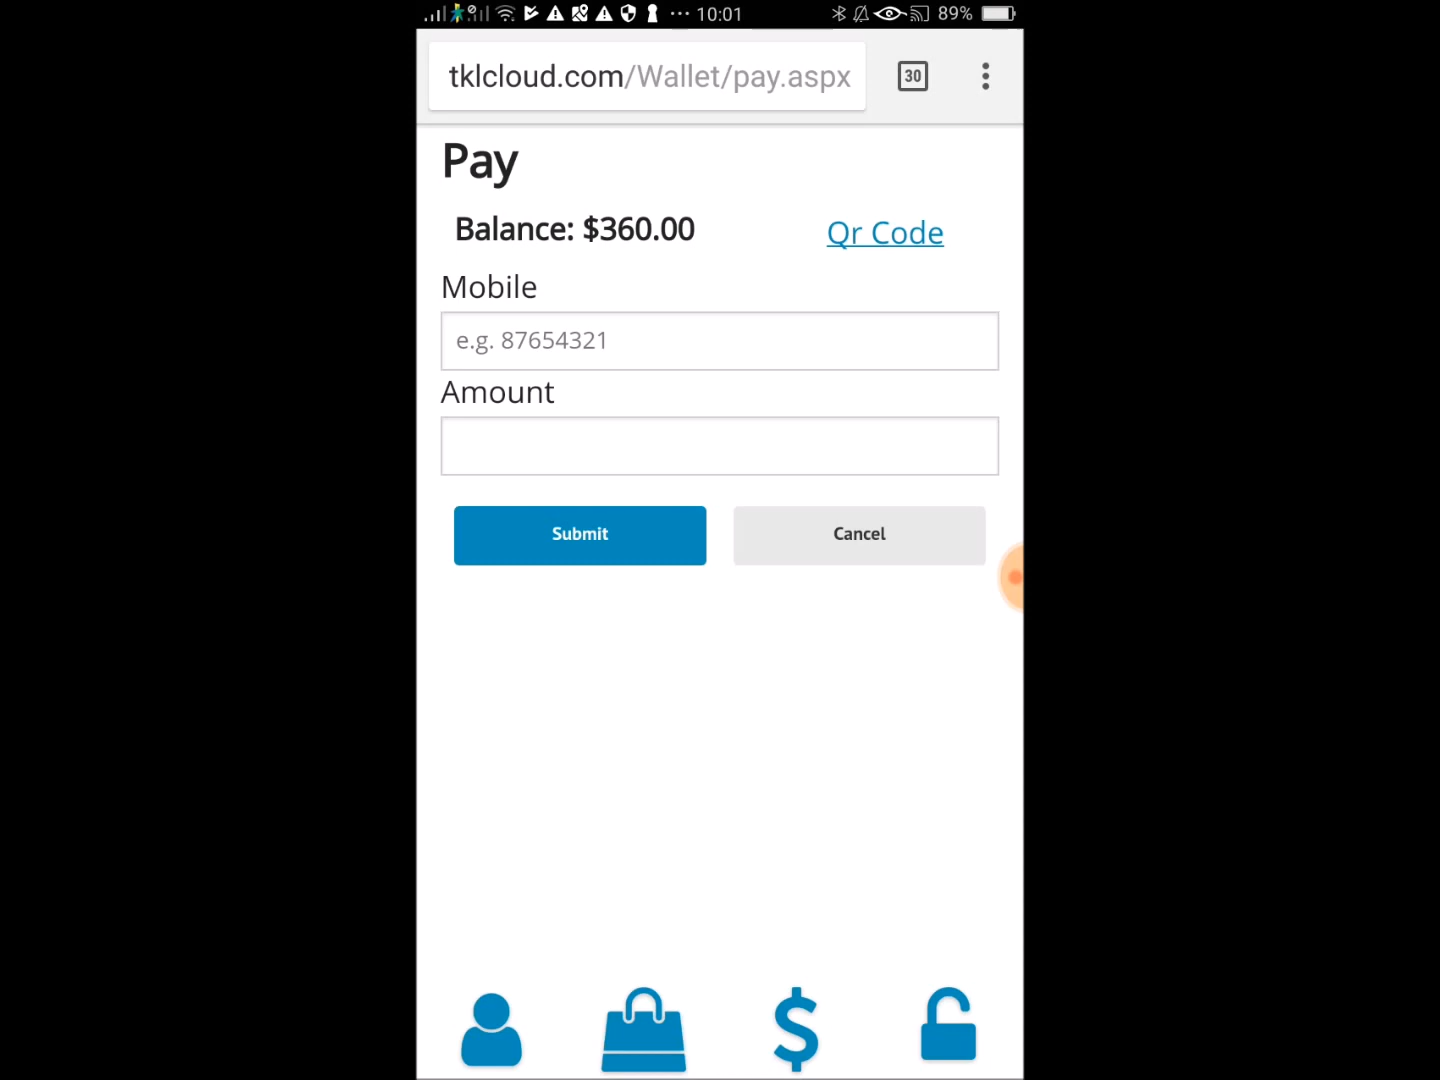 10:01 89%
tklcloud.com/Wallet/pay.aspx 30
Pay
Balance: $360.00 Qr Code
Mobile
e.g. 87654321
Amount
Submit Cancel